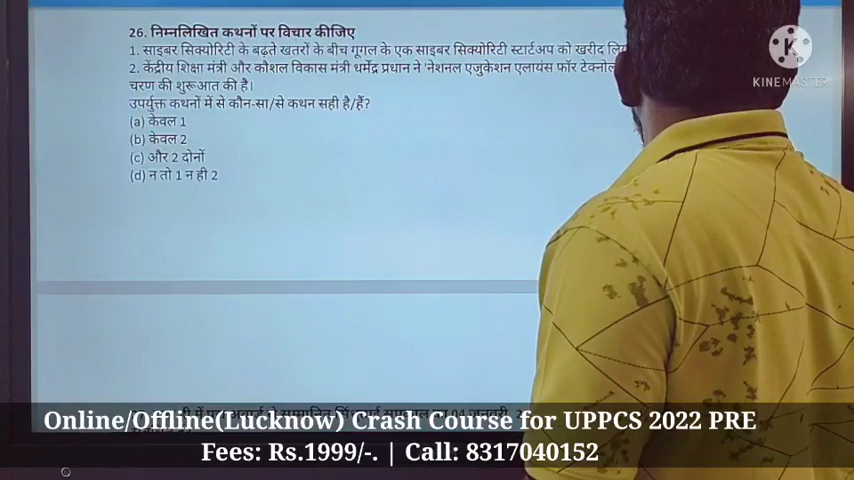 26. निम्नलिखित कथनों पर विचार कीजिए
1. साइबर सिक्योरिटी के बढ़ते खतरों के बीच गूगल के एक साइबर सिक्योरिटी स्टार्टअप को खरीद
2. केंद्रीय शिक्षा मंत्री और कौशल विकास मंत्री धर्मेंद्र प्रधान ने 'नेशनल एजुकेशन एलायंस फॉर
चरण की शुरूआत की है।
उपर्युक्त कथनों में से कौन-सा/से कथन सही है/हैं?
(a) केवल 1
(b) केवल 2
(c) और 2 दोनों
(d) न तो 1 न ही 2
K
KINEMASTER
Online/Offline(Lucknow) Crash Course for UPPCS 2022 PRE
Fees: Rs.1999/-. | Call: 8317040152